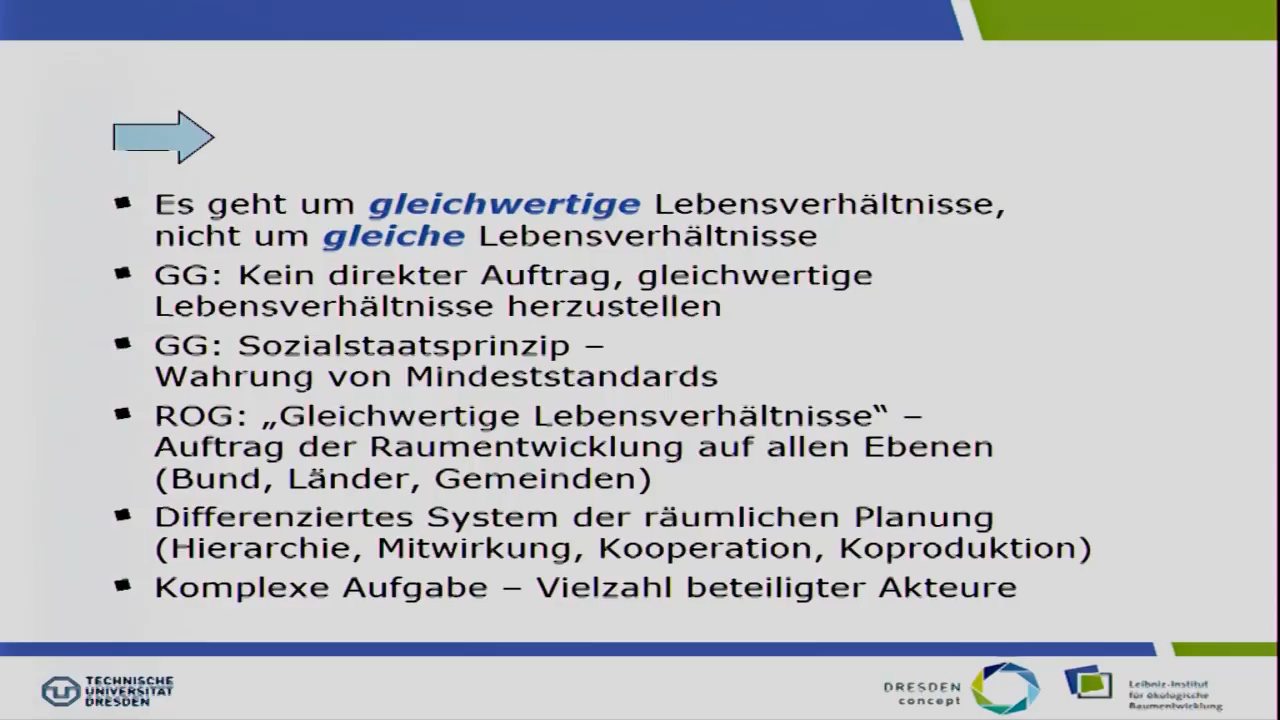 ▪ Es geht um gleichwertige Lebensverhältnisse,
nicht um gleiche Lebensverhältnisse
▪ GG: Kein direkter Auftrag, gleichwertige
Lebensverhältnisse herzustellen
▪ GG: Sozialstaatsprinzip –
Wahrung von Mindeststandards
▪ ROG: „Gleichwertige Lebensverhältnisse“ –
Auftrag der Raumentwicklung auf allen Ebenen
(Bund, Länder, Gemeinden)
▪ Differenziertes System der räumlichen Planung
(Hierarchie, Mitwirkung, Kooperation, Koproduktion)
▪ Komplexe Aufgabe – Vielzahl beteiligter Akteure
TECHNISCHE
UNIVERSITÄT
DRESDEN
DRESDEN
concept
Leibniz-Institut
für ökologische
Raumentwicklung